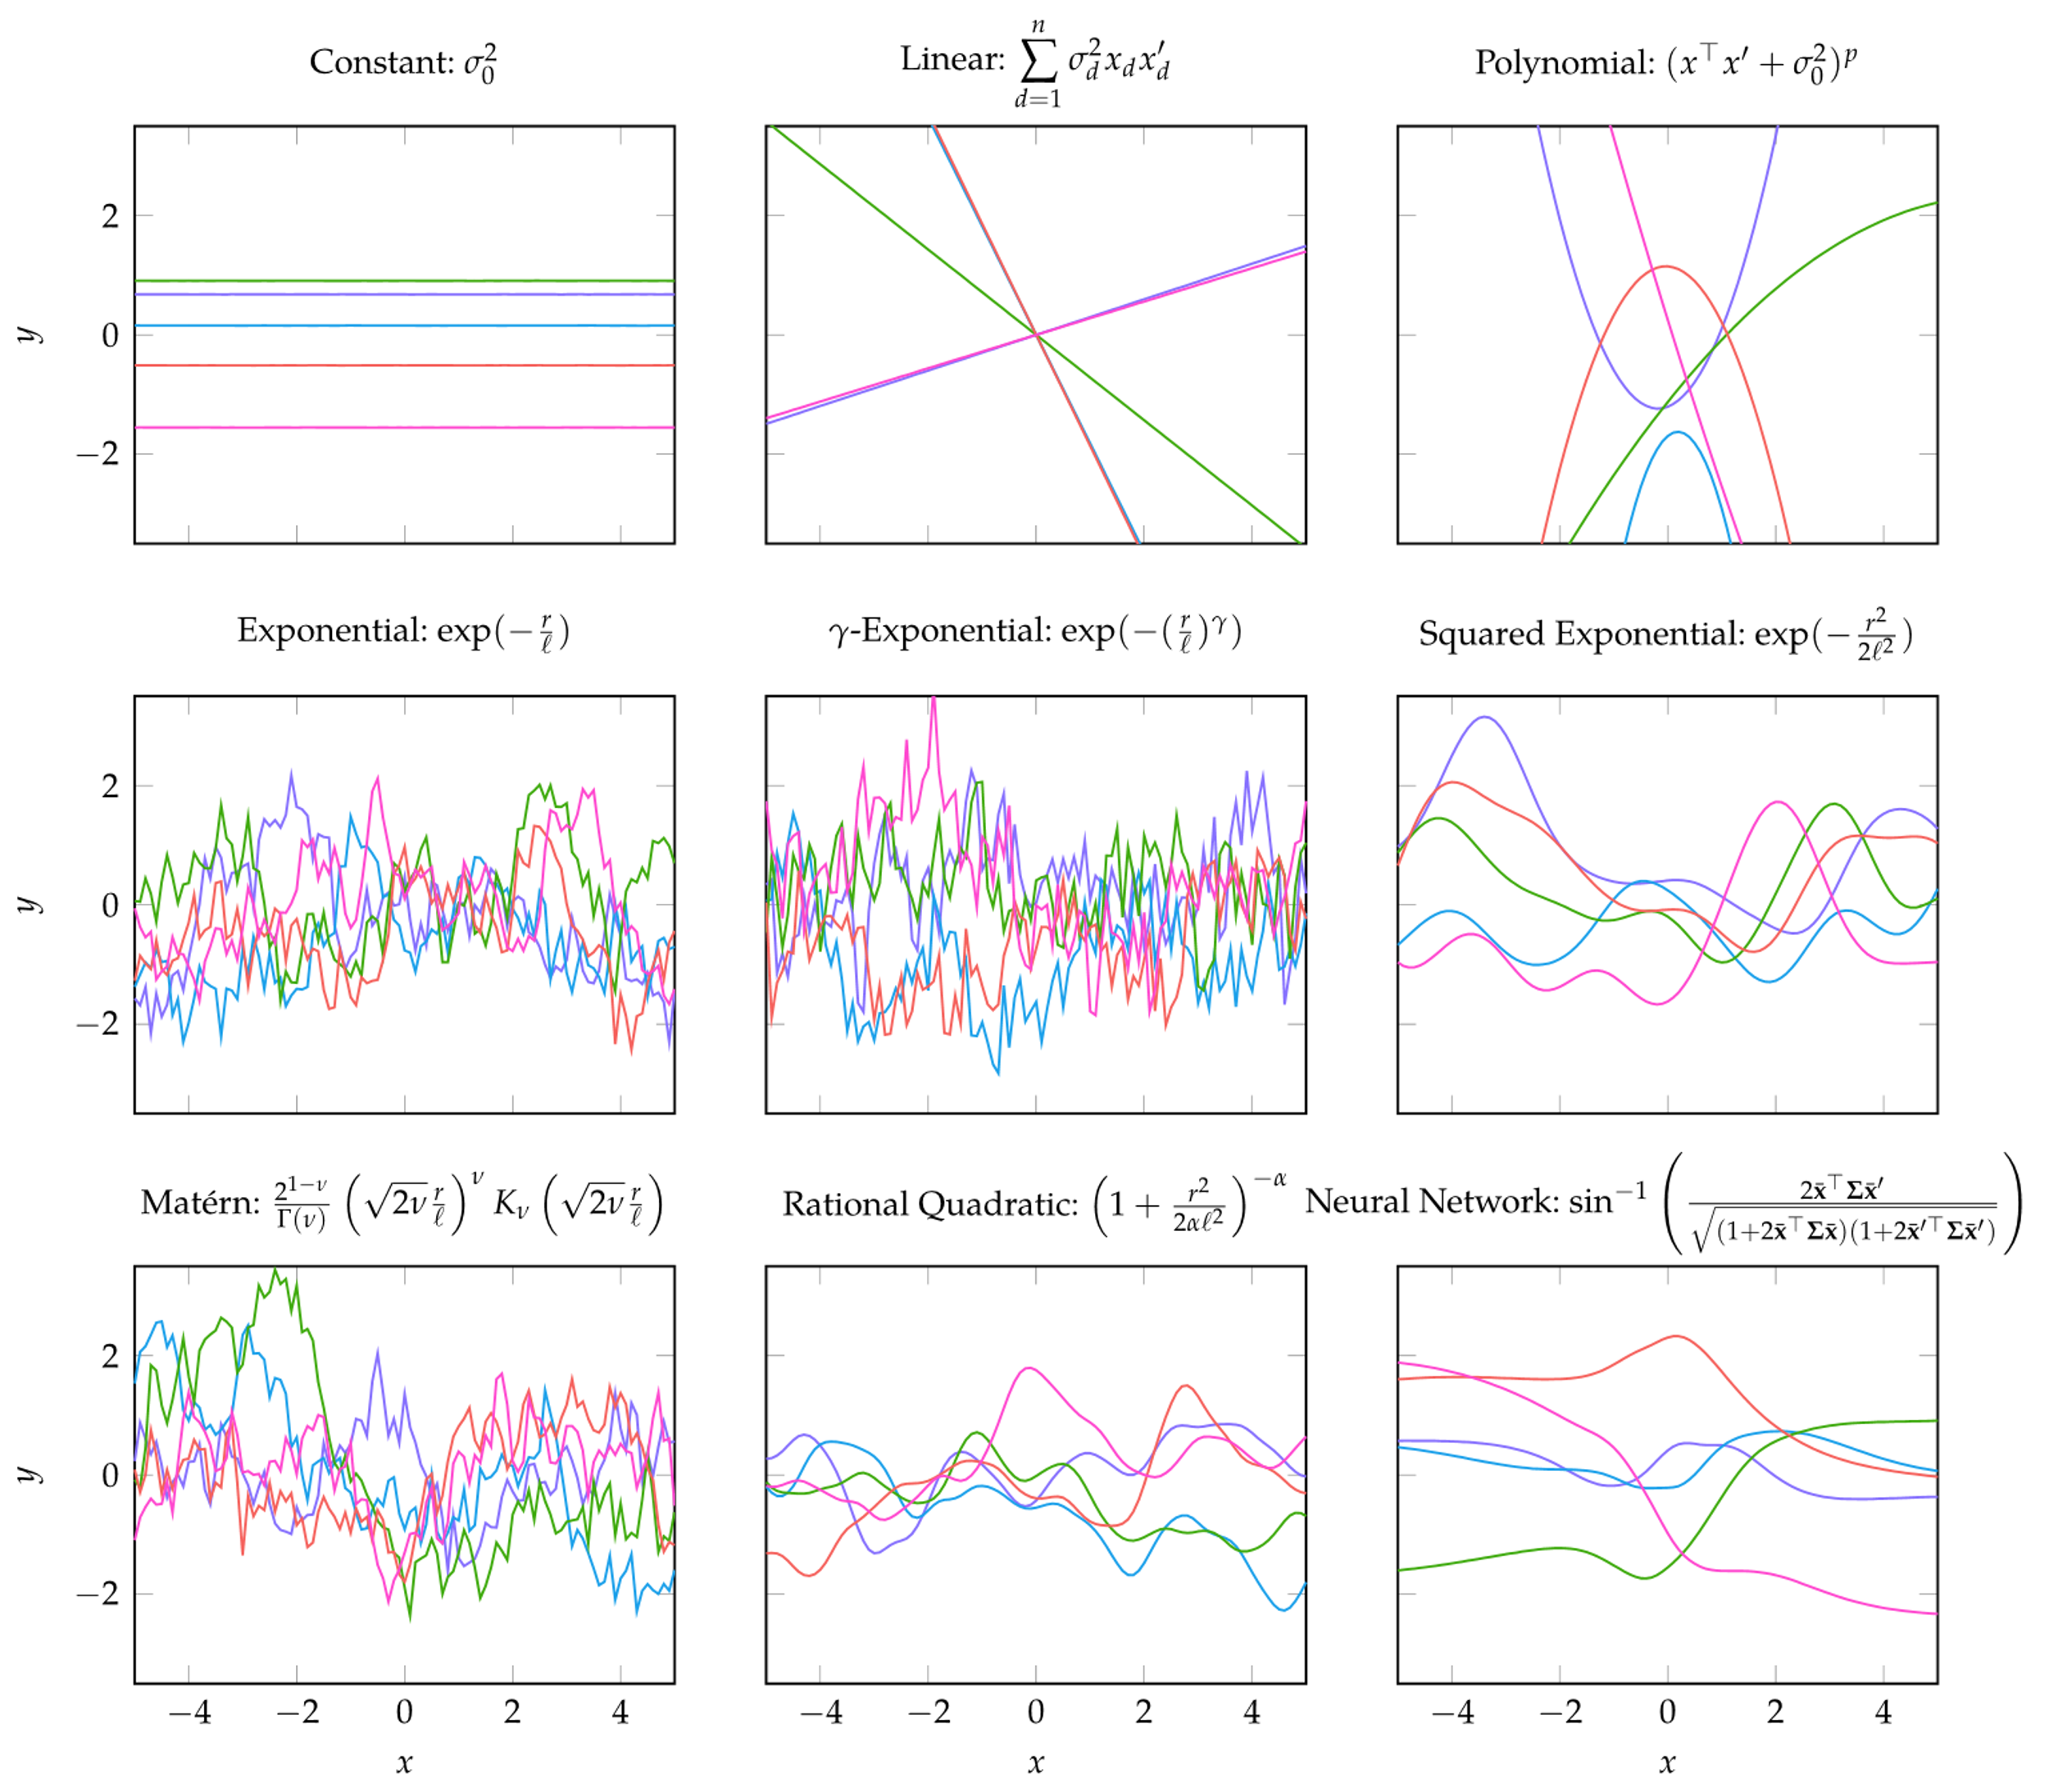 Constant: σ₀²
Linear: ∑_{d=1}^{n} σ_d² x_d x′_d
Polynomial: (x⊤x′ + σ₀²)^p
y
2
0
−2
Exponential: exp(−r/ℓ)
γ-Exponential: exp(−(r/ℓ)^γ)
Squared Exponential: exp(−r²/2ℓ²)
y
2
0
−2
Matérn: 2^{1−ν}/Γ(ν) (√2ν r/ℓ)^ν K_ν (√2ν r/ℓ)
Rational Quadratic: (1 + r²/2αℓ²)^{−α}
Neural Network: sin⁻¹ (2x̄⊤Σx̄′ / √(1+2x̄⊤Σx̄)(1+2x̄′⊤Σx̄′))
y
2
0
−2
−4 −2 0 2 4
−4 −2 0 2 4
−4 −2 0 2 4
x
x
x